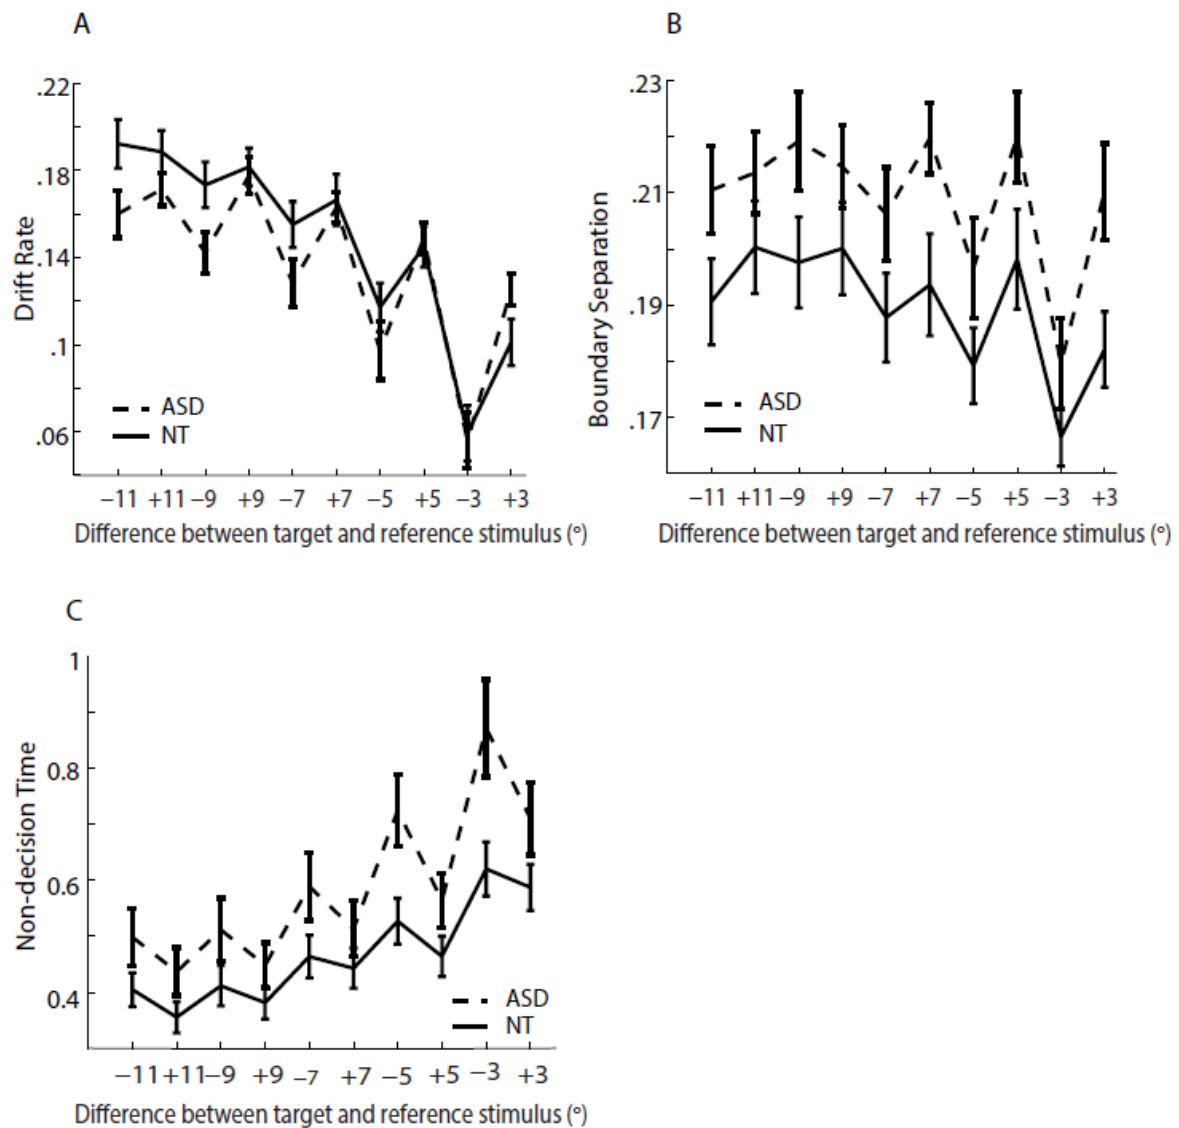 A
Drift Rate
.22
.18
.14
.1
.06
ASD
NT
−11 +11 −9 +9 −7 +7 −5 +5 −3 +3
Difference between target and reference stimulus (°)
B
Boundary Separation
.23
.21
.19
.17
ASD
NT
−11 +11 −9 +9 −7 +7 −5 +5 −3 +3
Difference between target and reference stimulus (°)
C
Non-decision Time
1
0.8
0.6
0.4
ASD
NT
−11 +11 −9 +9 −7 +7 −5 +5 −3 +3
Difference between target and reference stimulus (°)